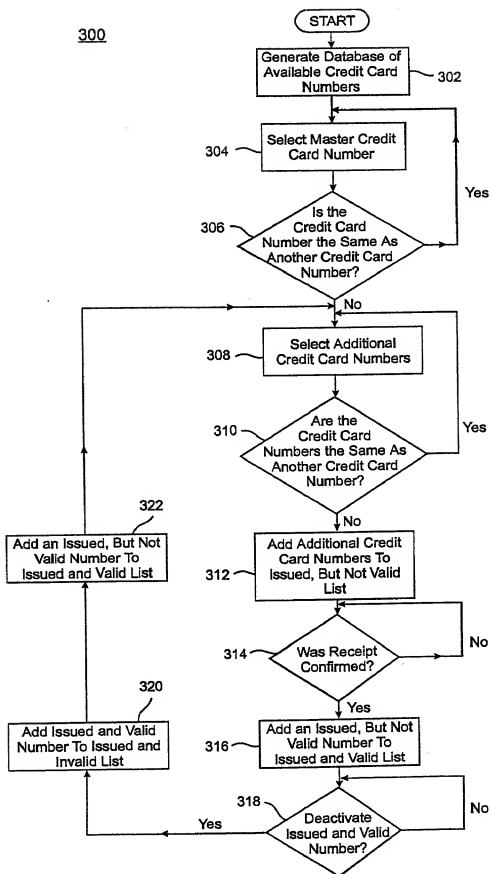 START
300
Generate Database of
Available Credit Card
Numbers
302
304
Select Master Credit
Card Number
Yes
306
Is the
Credit Card
Number the Same As
Another Credit Card
Number?
No
308
Select Additional
Credit Card Numbers
310
Are the
Credit Card
Numbers the Same As
Another Credit Card
Number?
Yes
No
322
Add an Issued, But Not
Valid Number To
Issued and Valid List
312
Add Additional Credit
Card Numbers To
Issued, But Not Valid
List
314
Was Receipt
Confirmed?
No
Yes
320
Add Issued and Valid
Number To Issued and
Invalid List
316
Add an Issued, But Not
Valid Number To
Issued and Valid List
318
Deactivate
Issued and Valid
Number?
No
Yes